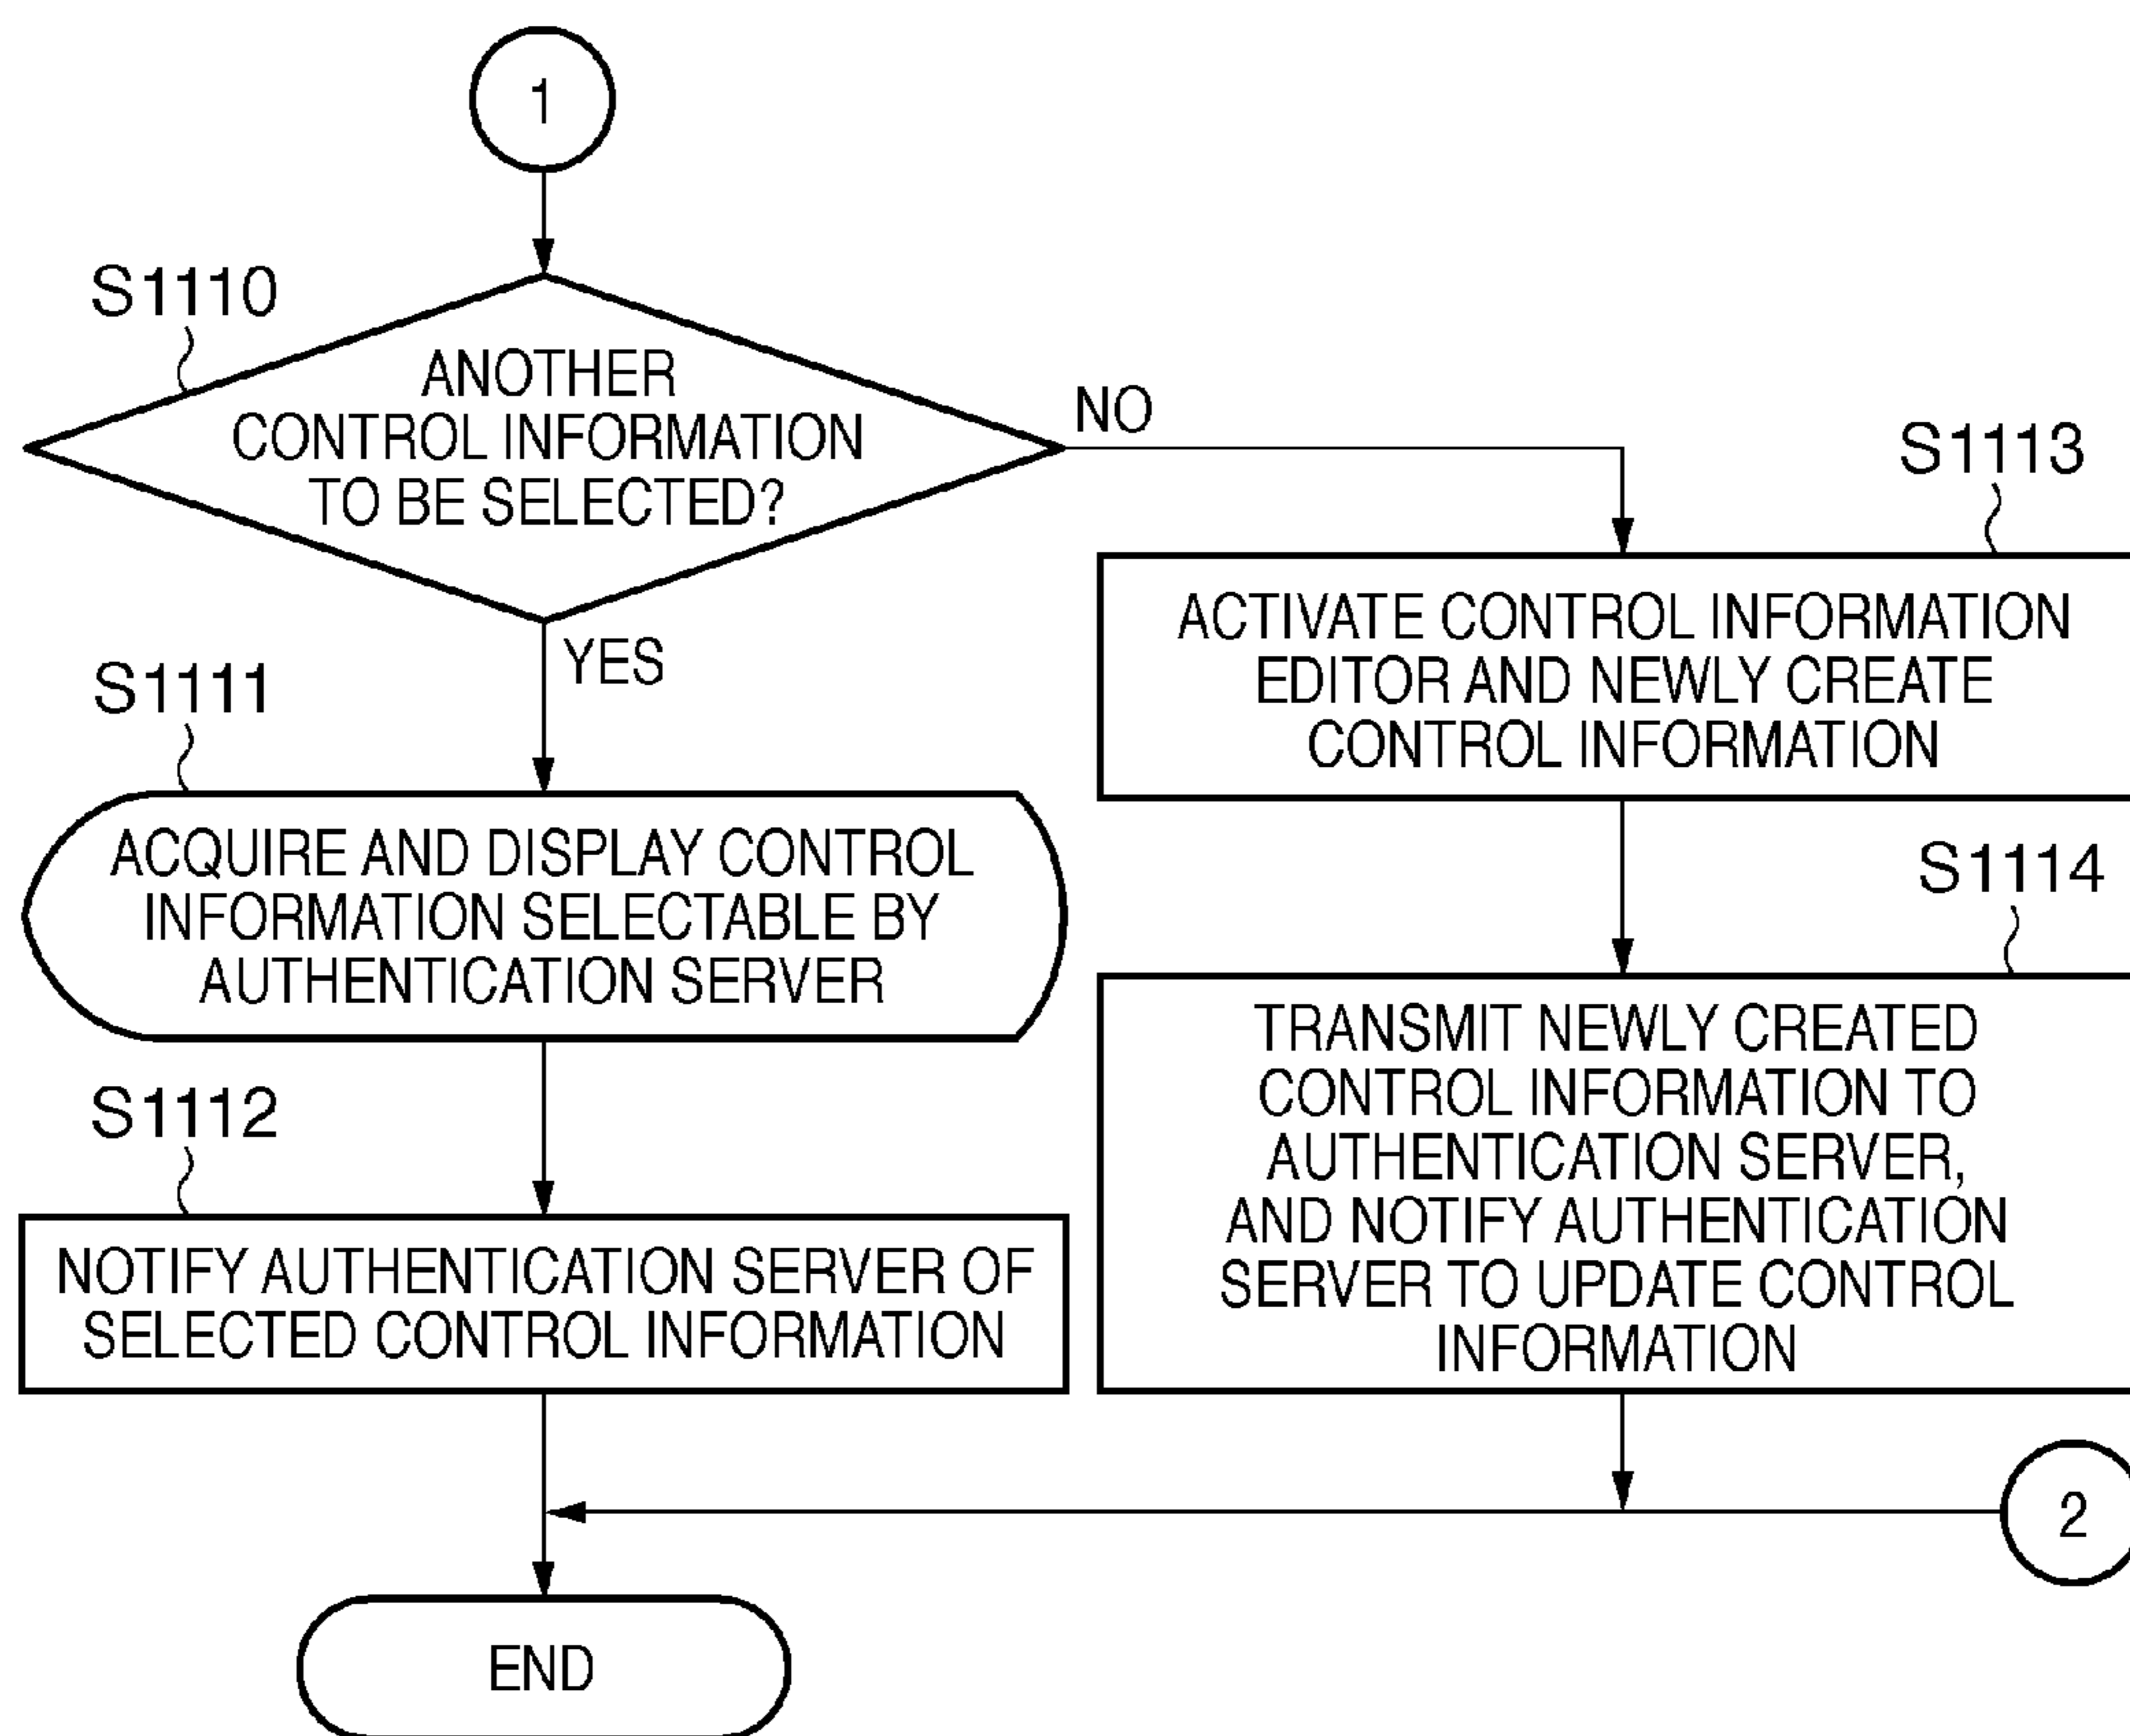 1
S1110
ANOTHER
CONTROL INFORMATION
TO BE SELECTED?
NO
YES
S1111
ACQUIRE AND DISPLAY CONTROL
INFORMATION SELECTABLE BY
AUTHENTICATION SERVER
S1112
NOTIFY AUTHENTICATION SERVER OF
SELECTED CONTROL INFORMATION
S1113
ACTIVATE CONTROL INFORMATION
EDITOR AND NEWLY CREATE
CONTROL INFORMATION
S1114
TRANSMIT NEWLY CREATED
CONTROL INFORMATION TO
AUTHENTICATION SERVER,
AND NOTIFY AUTHENTICATION
SERVER TO UPDATE CONTROL
INFORMATION
2
END